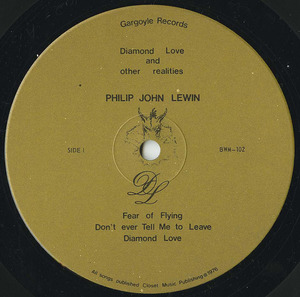 Gargoyle Records
Diamond Love
and
other realities
PHILIP JOHN LEWIN
SIDE 1
BMM-102
DL
Fear of Flying
Don't ever Tell Me to Leave
Diamond Love
All songs published Closet Music Publishing ℗ 1976